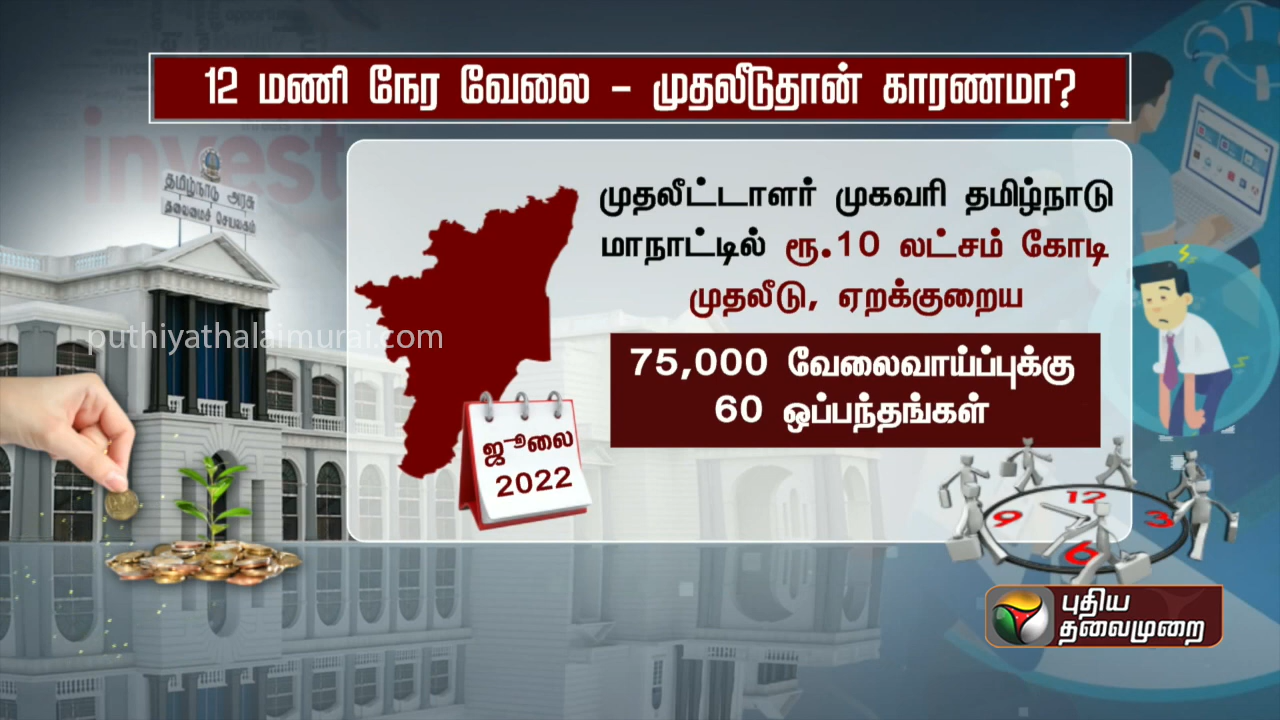 12 மணி நேர வேலை - முதலீடுதான் காரணமா?
invest
தமிழ்நாடு அரசு
தலைமைச் செயலகம்
முதலீட்டாளர் முகவரி தமிழ்நாடு
மாநாட்டில் ரூ.10 லட்சம் கோடி
முதலீடு, ஏறக்குறைய
75,000 வேலைவாய்ப்புக்கு
60 ஒப்பந்தங்கள்
puthiyathalaimurai.com
ஜூலை
2022
12
9 3
6
புதிய
தலைமுறை